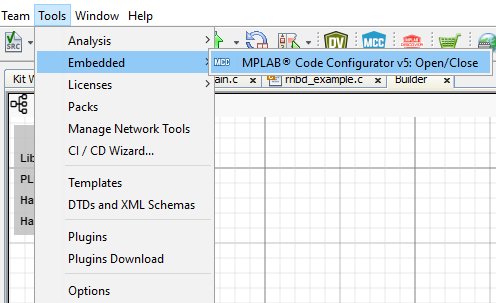 Team Tools Window Help
SRC DV MCC MPLAB DISCOVER
Analysis
Embedded MCC MPLAB® Code Configurator v5: Open/Close
Kit W ain.c rnbd_example.c Builder
Licenses
Packs
Manage Network Tools
CI / CD Wizard...
Lib
PL
Ha
Ha
Templates
DTDs and XML Schemas
Plugins
Plugins Download
Options